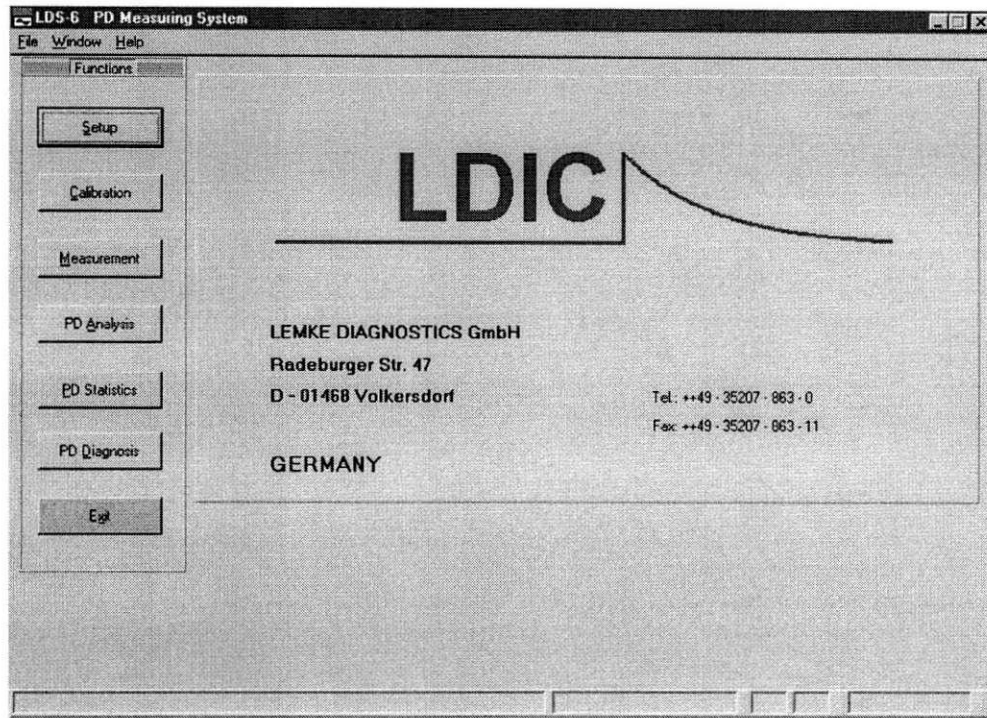 LDS-6 PD Measuring System
File Window Help
Functions
Setup
Calibration
Measurement
PD Analysis
PD Statistics
PD Diagnosis
Exit
LDIC
LEMKE DIAGNOSTICS GmbH
Radeburger Str. 47
D - 01468 Volkersdorf
Tel.: ++49 - 35207 - 863 - 0
Fax: ++49 - 35207 - 863 - 11
GERMANY